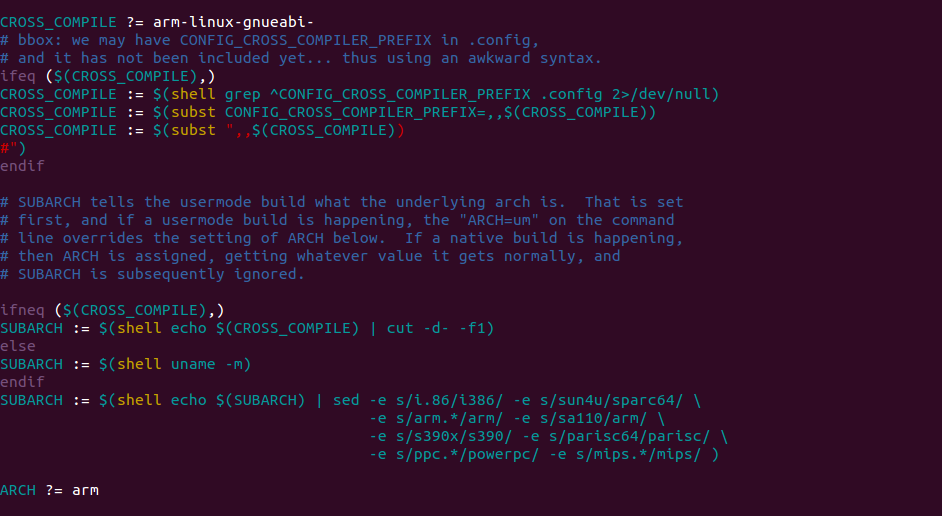 CROSS_COMPILE ?= arm-linux-gnueabi-
# bbox: we may have CONFIG_CROSS_COMPILER_PREFIX in .config,
# and it has not been included yet... thus using an awkward syntax.
ifeq ($(CROSS_COMPILE),)
CROSS_COMPILE := $(shell grep ^CONFIG_CROSS_COMPILER_PREFIX .config 2>/dev/null)
CROSS_COMPILE := $(subst CONFIG_CROSS_COMPILER_PREFIX=,,$(CROSS_COMPILE))
CROSS_COMPILE := $(subst ",,$(CROSS_COMPILE))
#")
endif

# SUBARCH tells the usermode build what the underlying arch is.  That is set
# first, and if a usermode build is happening, the "ARCH=um" on the command
# line overrides the setting of ARCH below.  If a native build is happening,
# then ARCH is assigned, getting whatever value it gets normally, and
# SUBARCH is subsequently ignored.

ifneq ($(CROSS_COMPILE),)
SUBARCH := $(shell echo $(CROSS_COMPILE) | cut -d- -f1)
else
SUBARCH := $(shell uname -m)
endif
SUBARCH := $(shell echo $(SUBARCH) | sed -e s/i.86/i386/ -e s/sun4u/sparc64/ \
                                         -e s/arm.*/arm/ -e s/sa110/arm/ \
                                         -e s/s390x/s390/ -e s/parisc64/parisc/ \
                                         -e s/ppc.*/powerpc/ -e s/mips.*/mips/ )

ARCH ?= arm